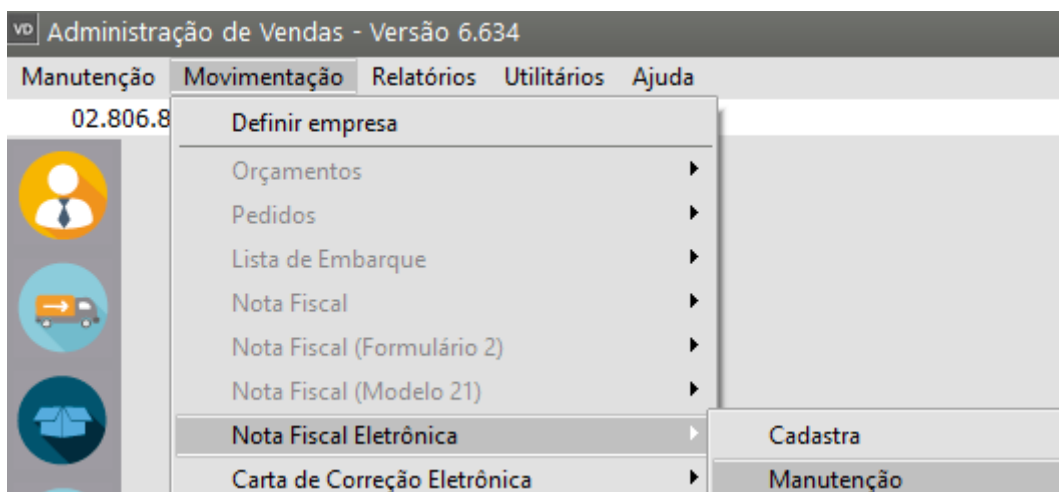 VD Administração de Vendas - Versão 6.634
Manutenção Movimentação Relatórios Utilitários Ajuda
02.806.8
Definir empresa
Orçamentos
Pedidos
Lista de Embarque
Nota Fiscal
Nota Fiscal (Formulário 2)
Nota Fiscal (Modelo 21)
Nota Fiscal Eletrônica Cadastra
Carta de Correção Eletrônica Manutenção